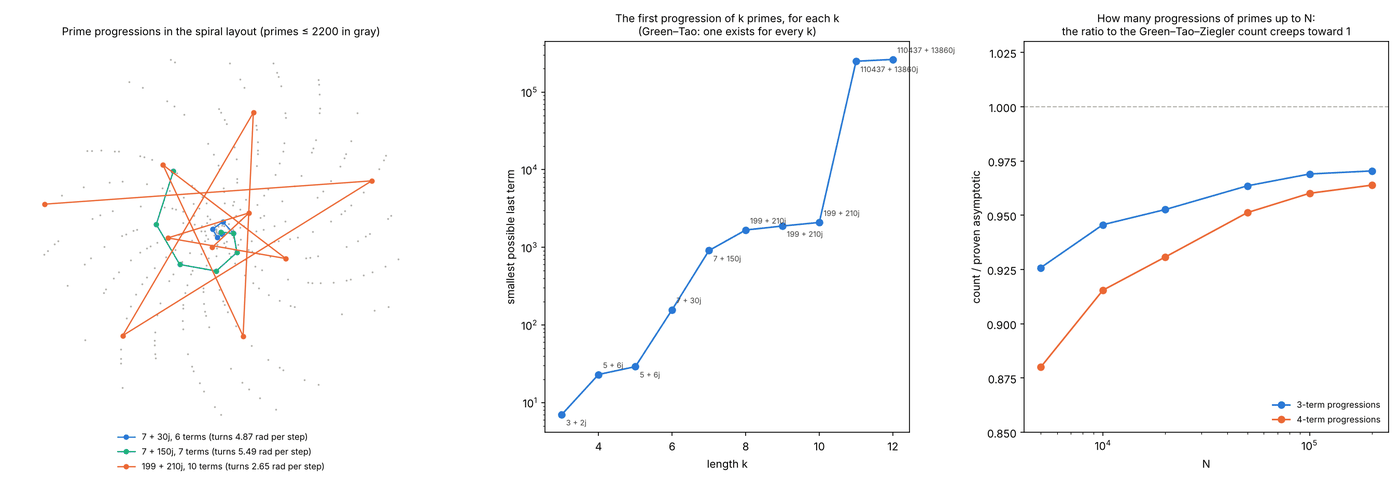 Prime progressions in the spiral layout (primes ≤ 2200 in gray)
7 + 30j, 6 terms (turns 4.87 rad per step)
7 + 150j, 7 terms (turns 5.49 rad per step)
199 + 210j, 10 terms (turns 2.65 rad per step)
The first progression of k primes, for each k
(Green–Tao: one exists for every k)
smallest possible last term
10⁵
10⁴
10³
10²
10¹
110437 + 13860j
110437 + 13860j
199 + 210j
199 + 210j
199 + 210j
7 + 150j
7 + 30j
5 + 6j
5 + 6j
3 + 2j
4
6
8
10
12
length k
How many progressions of primes up to N:
the ratio to the Green–Tao–Ziegler count creeps toward 1
count / proven asymptotic
1.025
1.000
0.975
0.950
0.925
0.900
0.875
0.850
3-term progressions
4-term progressions
10⁴
10⁵
N